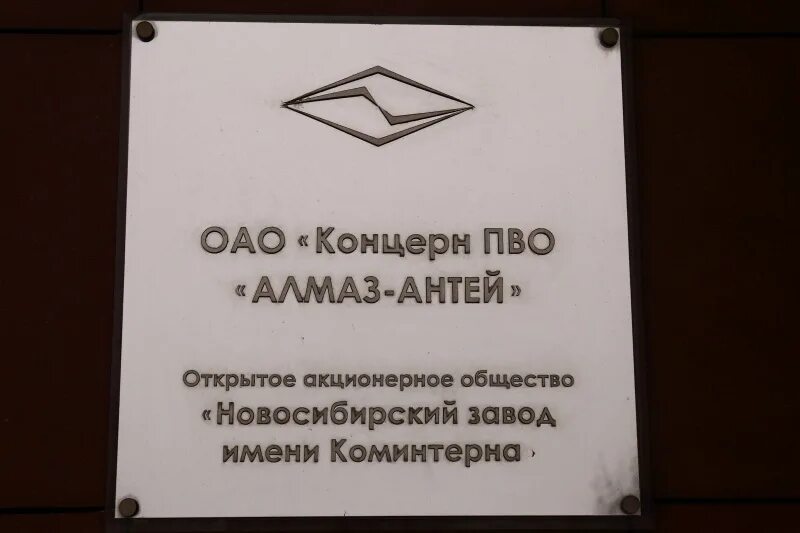 ОАО «Концерн ПВО
«АЛМАЗ-АНТЕЙ»
Открытое акционерное общество
«Новосибирский завод
имени Коминтерна